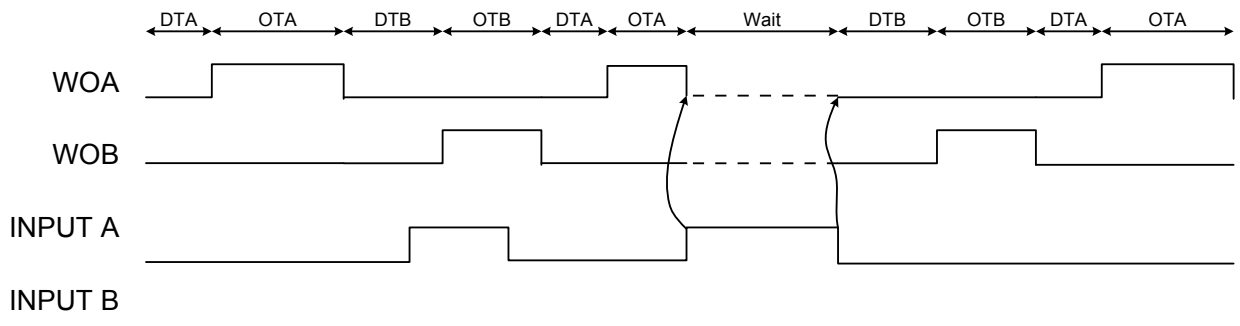 DTA OTA DTB OTB DTA OTA Wait DTB OTB DTA OTA
WOA
WOB
INPUT A
INPUT B